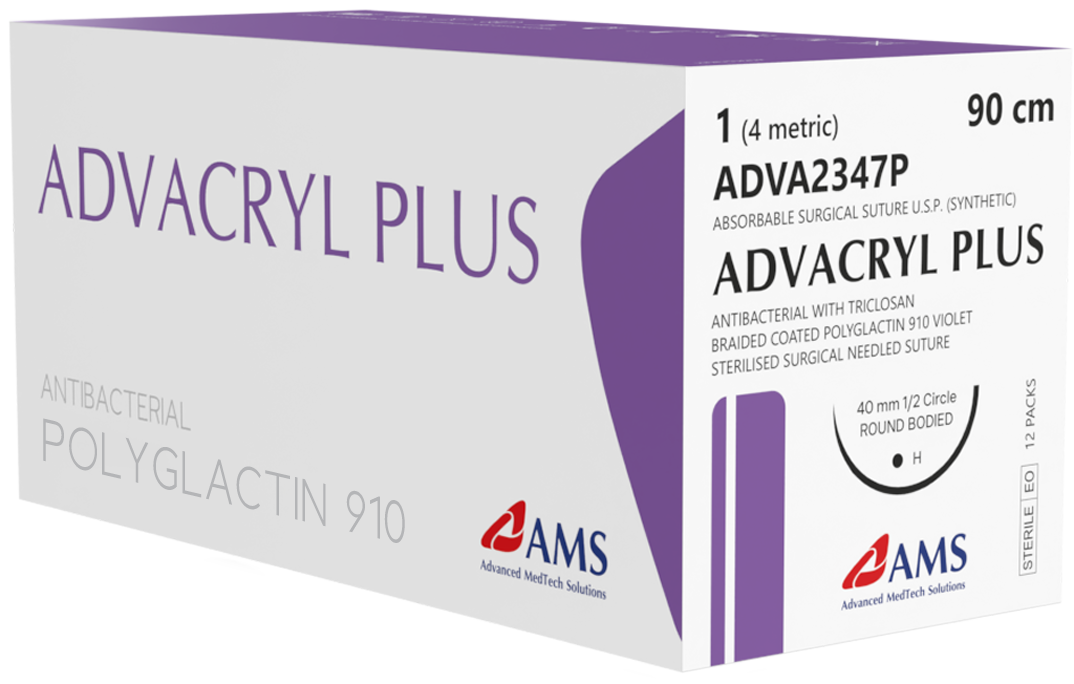 ADVACRYL PLUS
ANTIBACTERIAL
POLYGLACTIN 910
AMS
Advanced MedTech Solutions
1 (4 metric)
90 cm
ADVA2347P
ABSORBABLE SURGICAL SUTURE U.S.P. (SYNTHETIC)
ADVACRYL PLUS
ANTIBACTERIAL WITH TRICLOSAN
BRAIDED COATED POLYGLACTIN 910 VIOLET
STERILISED SURGICAL NEEDLED SUTURE
40 mm 1/2 Circle
ROUND BODIED
H
STERILE EO 12 PACKS
AMS
Advanced MedTech Solutions